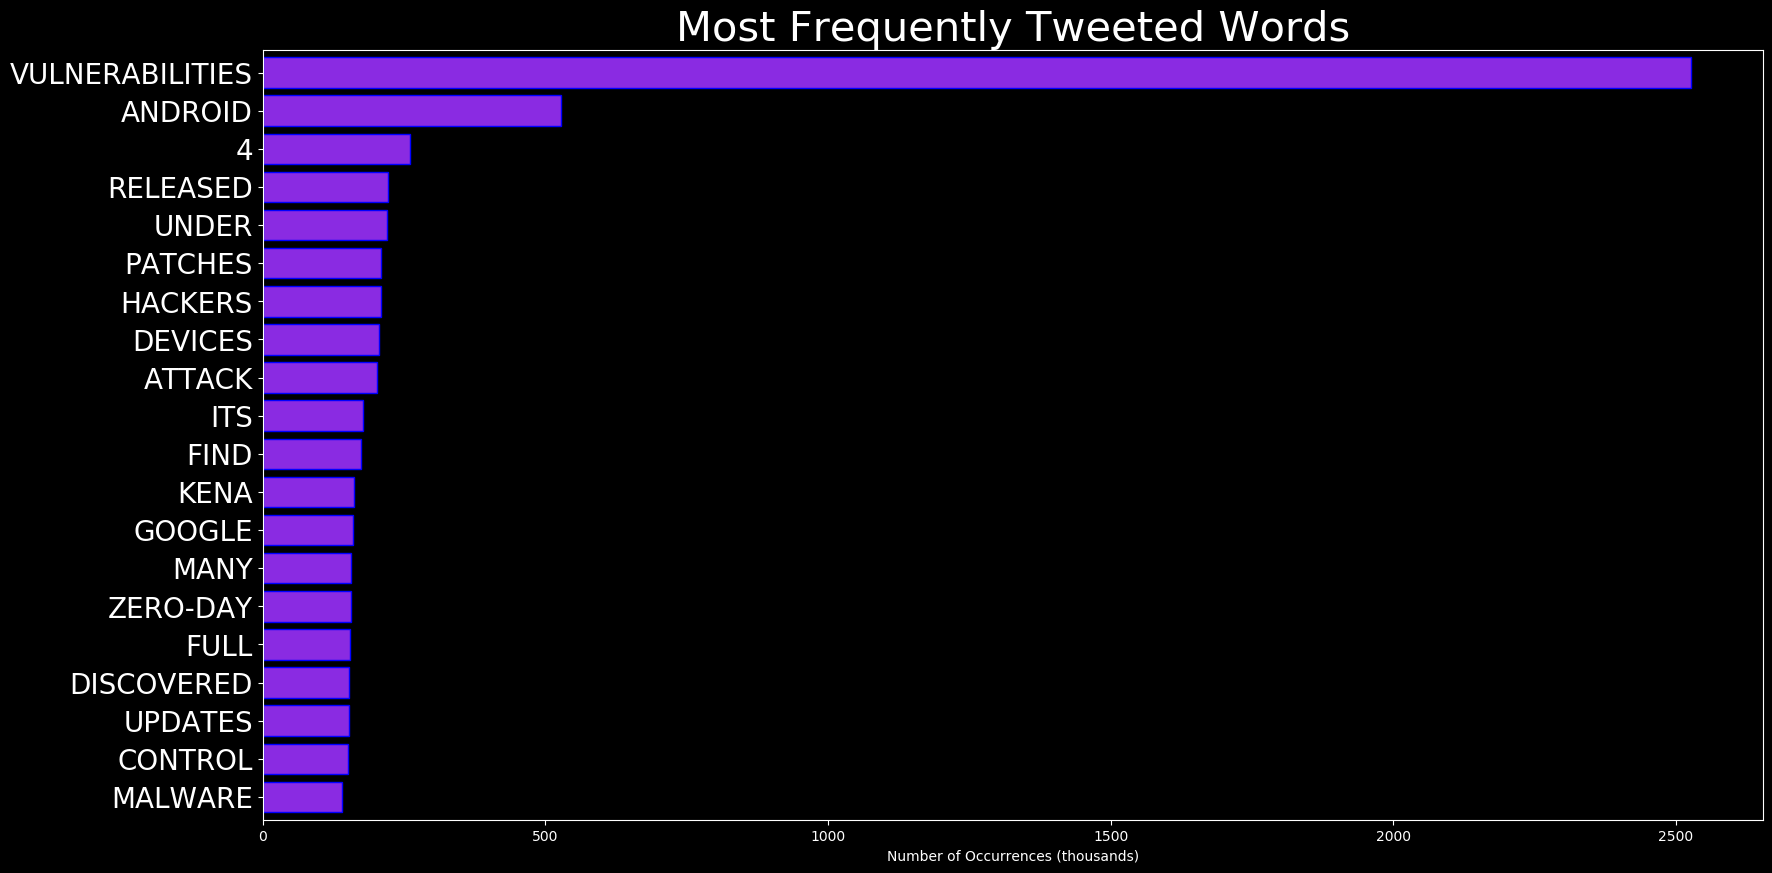 Most Frequently Tweeted Words
VULNERABILITIES
ANDROID
4
RELEASED
UNDER
PATCHES
HACKERS
DEVICES
ATTACK
ITS
FIND
KENA
GOOGLE
MANY
ZERO-DAY
FULL
DISCOVERED
UPDATES
CONTROL
MALWARE
0 500 1000 1500 2000 2500
Number of Occurrences (thousands)